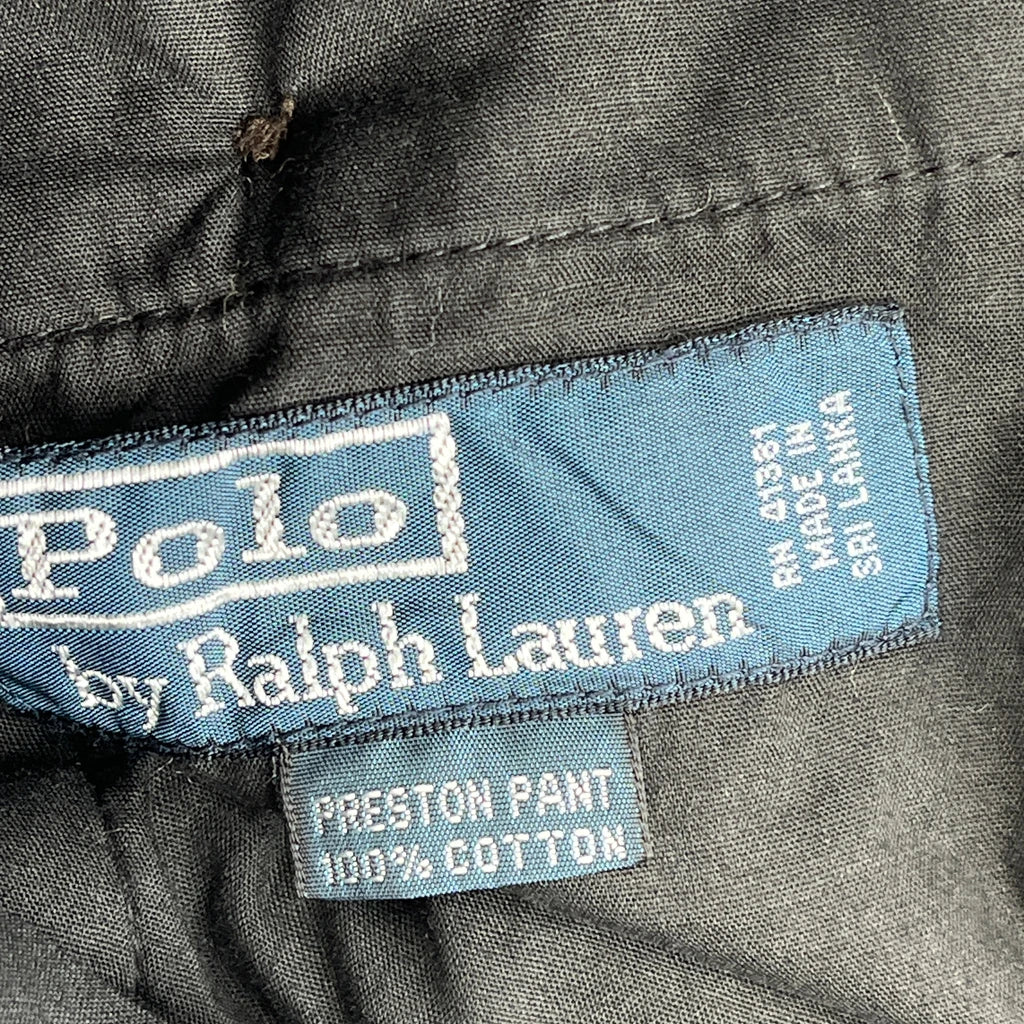 Polo
by Ralph Lauren
RN 41381
MADE IN
SRI LANKA
PRESTON PANT
100% COTTON